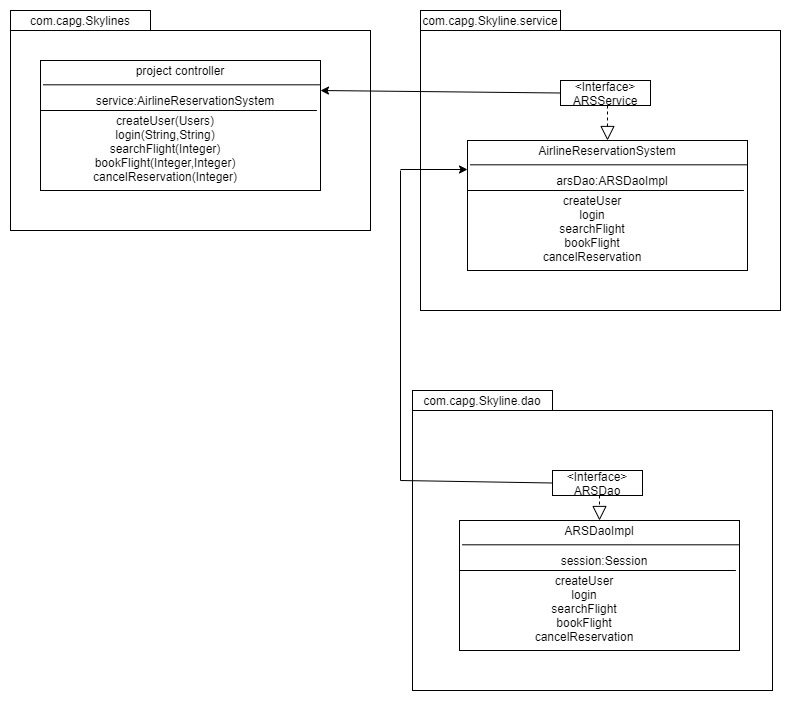 com.capg.Skylines
project controller
service:AirlineReservationSystem
createUser(Users)
login(String,String)
searchFlight(Integer)
bookFlight(Integer,Integer)
cancelReservation(Integer)
com.capg.Skyline.service
<Interface>
ARSService
AirlineReservationSystem
arsDao:ARSDaoImpl
createUser
login
searchFlight
bookFlight
cancelReservation
com.capg.Skyline.dao
<Interface>
ARSDao
ARSDaoImpl
session:Session
createUser
login
searchFlight
bookFlight
cancelReservation